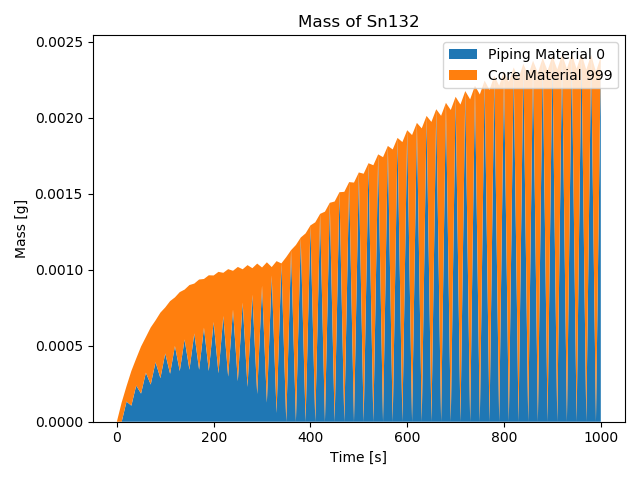 Mass of Sn132
Piping Material 0
Core Material 999
Mass [g]
0.0025
0.0020
0.0015
0.0010
0.0005
0.0000
0
200
400
600
800
1000
Time [s]